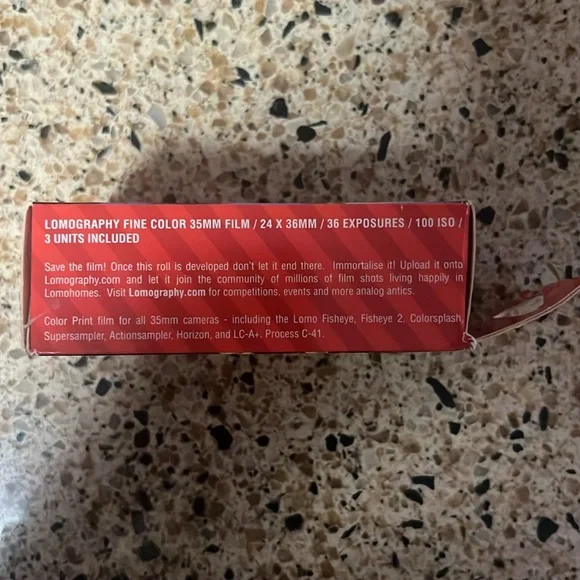 LOMOGRAPHY FINE COLOR 35MM FILM / 24 X 36MM / 36 EXPOSURES / 100 ISO /
3 UNITS INCLUDED
Save the film! Once this roll is developed don't let it end there. Immortalise it! Upload it onto
Lomography.com and let it join the community of millions of film shots living happily in
Lomohomes. Visit Lomography.com for competitions, events and more analog antics.
Color Print film for all 35mm cameras - including the Lomo Fisheye, Fisheye 2, Colorsplash,
Supersampler, Actionsampler, Horizon, and LC-A+. Process C-41.